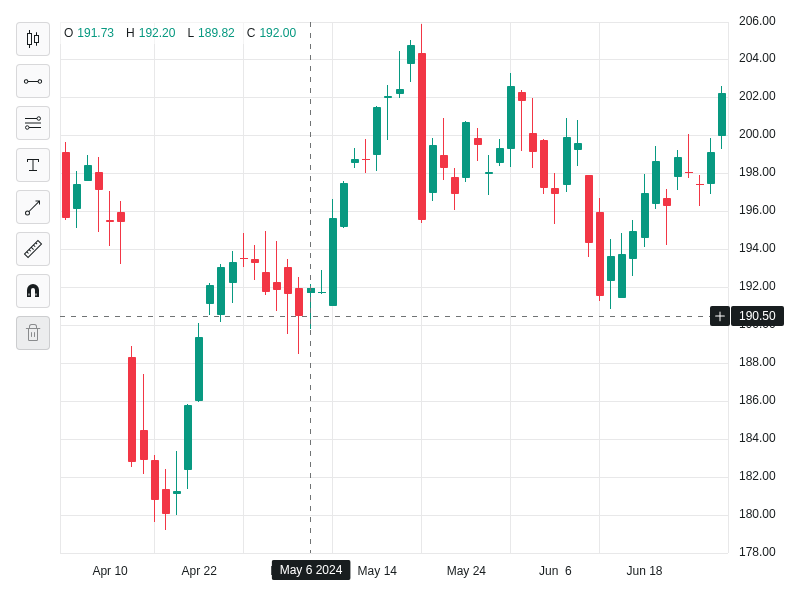 O 191.73 H 192.20 L 189.82 C 192.00
206.00
204.00
202.00
200.00
198.00
196.00
194.00
192.00
190.50
188.00
186.00
184.00
182.00
180.00
178.00
Apr 10
Apr 22
May 6 2024
May 14
May 24
Jun 6
Jun 18